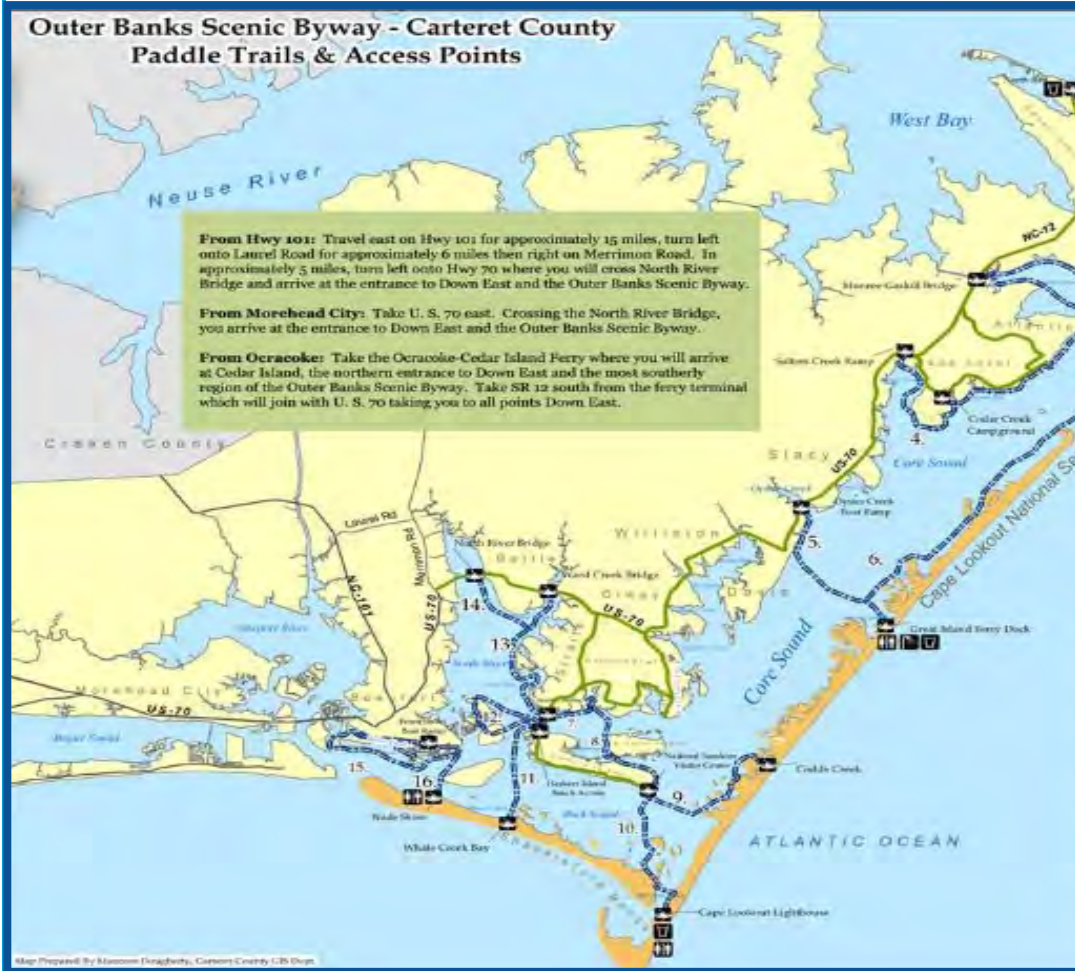 Outer Banks Scenic Byway - Carteret County
Paddle Trails & Access Points
West Bay
Neuse River
From Hwy 101: Travel east on Hwy 101 for approximately 15 miles, turn left
onto Laurel Road for approximately 6 miles then right on Merrimon Road. In
approximately 5 miles, turn left onto Hwy 70 where you will cross North River
Bridge and arrive at the entrance to Down East and the Outer Banks Scenic Byway.
From Morehead City: Take U. S. 70 east. Crossing the North River Bridge,
you arrive at the entrance to Down East and the Outer Banks Scenic Byway.
From Ocracoke: Take the Ocracoke-Cedar Island Ferry where you will arrive
at Cedar Island, the northern entrance to Down East and the most southerly
region of the Outer Banks Scenic Byway. Take SR 12 south from the ferry terminal
which will join with U. S. 70 taking you to all points Down East.
NC-12
Monroe Gaskill Bridge
Atlantic
Salters Creek Ramp
Cedar Creek
Campground
4.
Craven County
Stacy
Core Sound
US-70
Oyster Creek
Boat Ramp
Cape Lookout National Se
Laurel Rd
Merrimon Rd
North River Bridge
Williston
5.
6.
NC-101
Ward Creek Bridge
Davis
US-70
14.
US-70
Great Island Ferry Dock
13.
Core Sound
Morehead City
US-70
Beaufort
12.
7.
8.
Codds Creek
15.
16.
11.
Harkers Island
Beach Access
9.
10.
Whale Creek Bay
ATLANTIC OCEAN
Cape Lookout Lighthouse